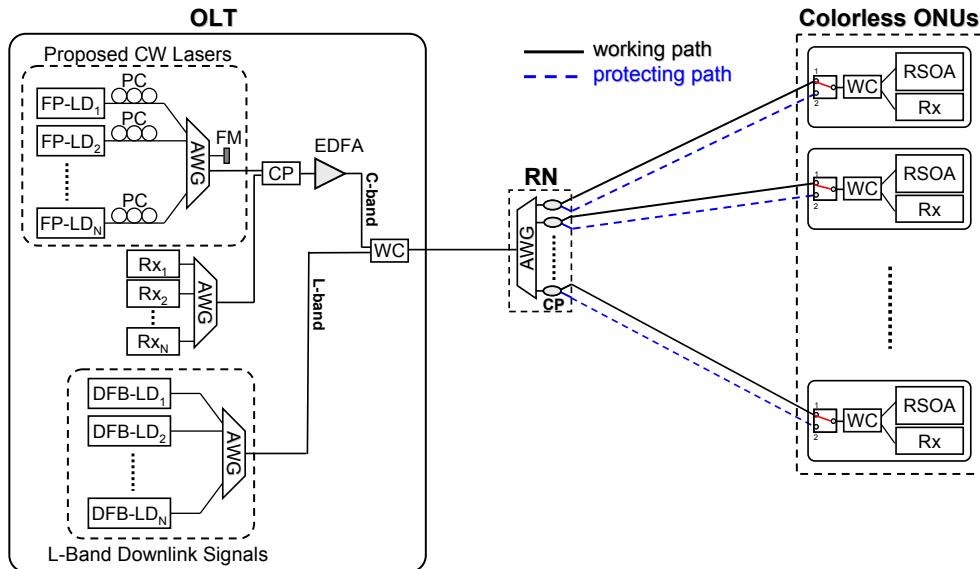 OLT
Colorless ONUs
Proposed CW Lasers
PC
FP-LD1
PC
FP-LD2
PC
FP-LDN
AWG
FM
CP
EDFA
C-band
WC
L-band
Rx1
Rx2
RxN
AWG
DFB-LD1
DFB-LD2
DFB-LDN
AWG
L-Band Downlink Signals
working path
protecting path
RN
AWG
CP
1
2
WC
RSOA
Rx
1
2
WC
RSOA
Rx
1
2
WC
RSOA
Rx